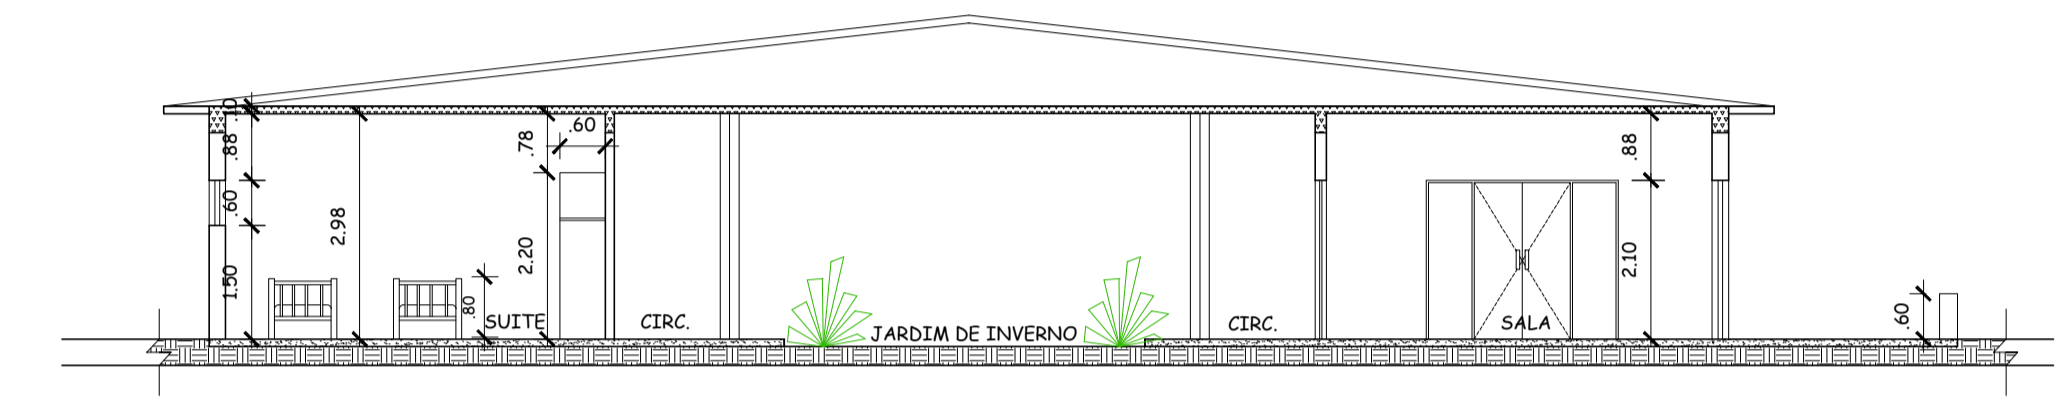 .10
.88
.60
1.50
2.98
.80
SUITE
.78
2.20
.60
CIRC.
JARDIM DE INVERNO
CIRC.
SALA
.88
2.10
.60